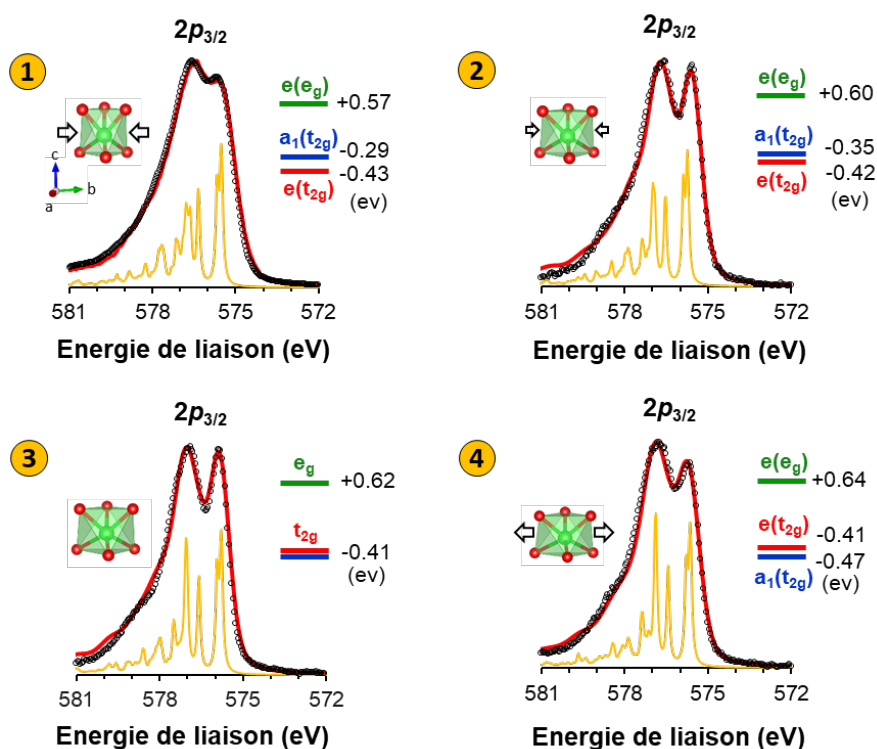 1
2p3/2
e(eg)
+0.57
a1(t2g)
-0.29
-0.43
e(t2g)
(ev)
c
b
a
581 578 575 572
Energie de liaison (eV)
2
2p3/2
e(eg)
+0.60
a1(t2g)
-0.35
e(t2g)
-0.42
(ev)
581 578 575 572
Energie de liaison (eV)
3
2p3/2
eg
+0.62
t2g
-0.41
(ev)
581 578 575 572
Energie de liaison (eV)
4
2p3/2
e(eg)
+0.64
e(t2g)
-0.41
-0.47
a1(t2g)
(ev)
581 578 575 572
Energie de liaison (eV)